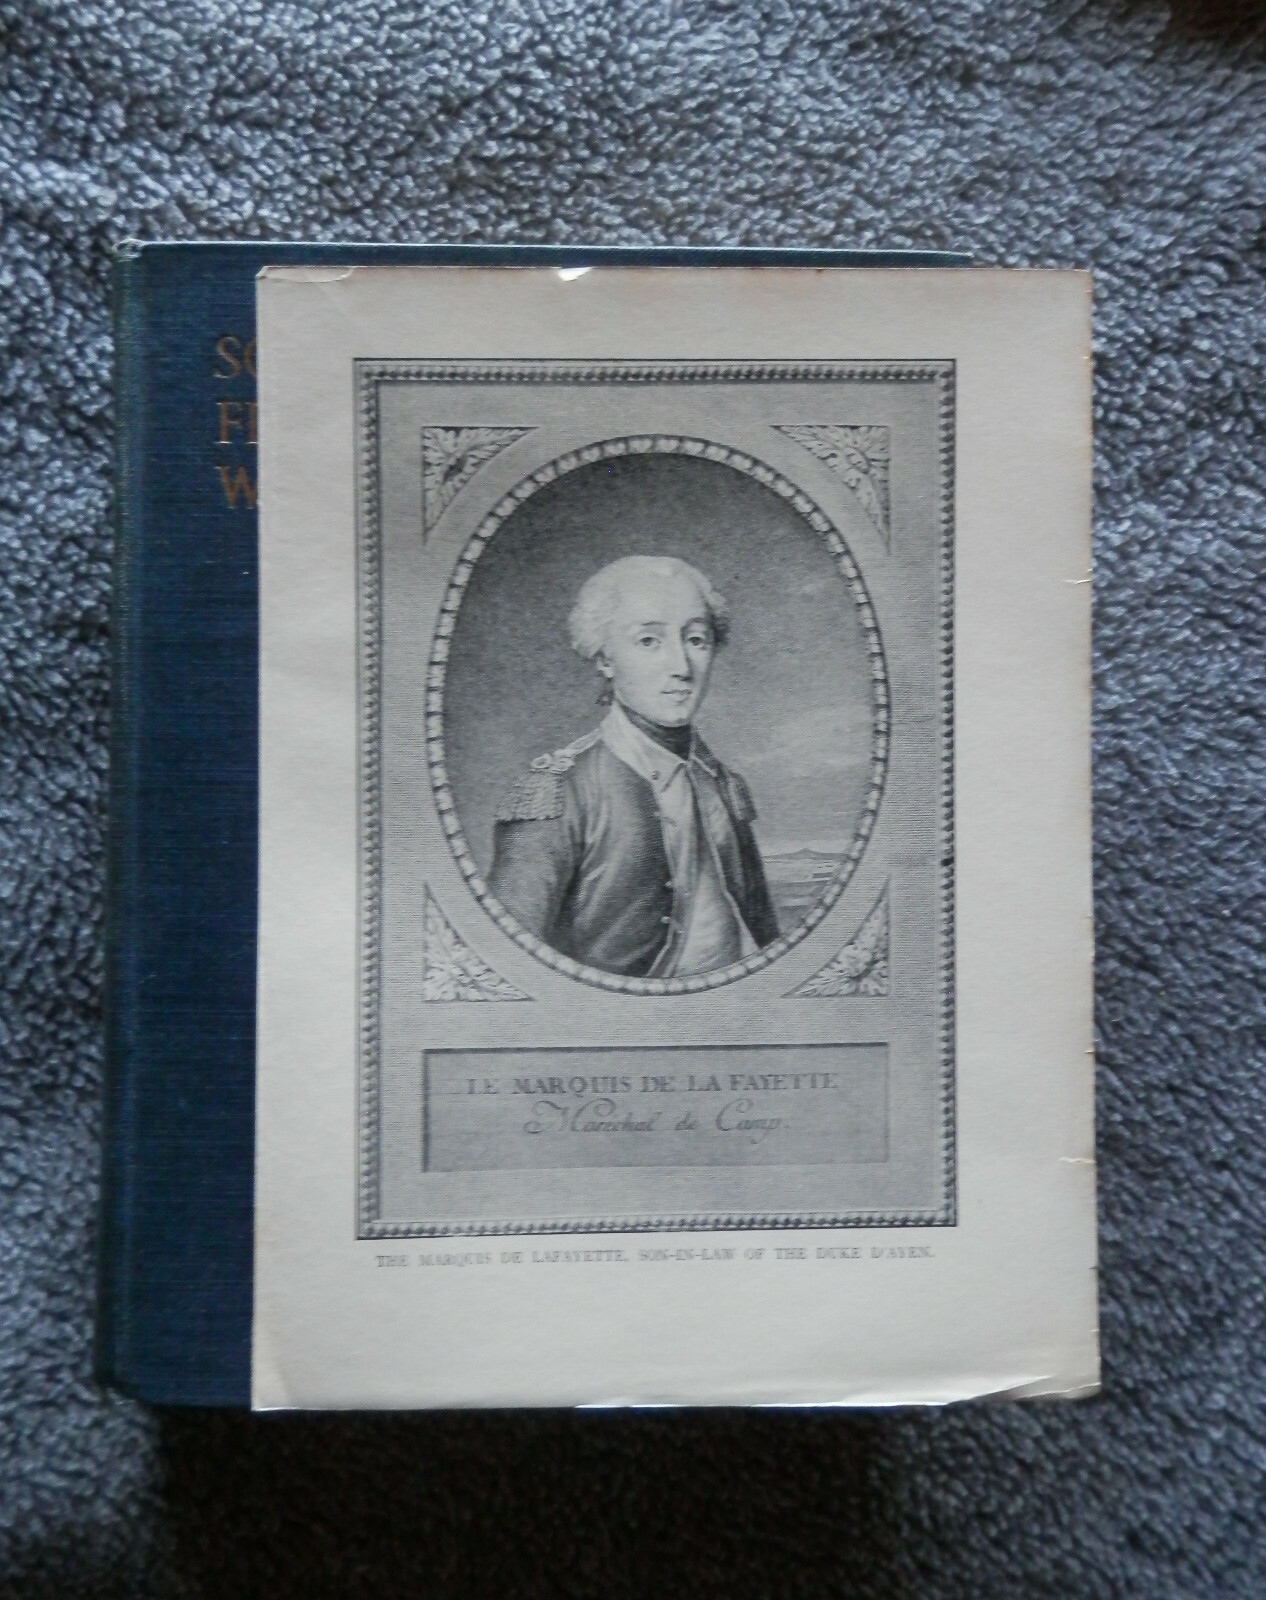 SO
F
W
LE MARQUIS DE LA FAYETTE
Maréchal de Camp.
THE MARQUIS DE LAFAYETTE, SON-IN-LAW OF THE DUKE D'AYEN.